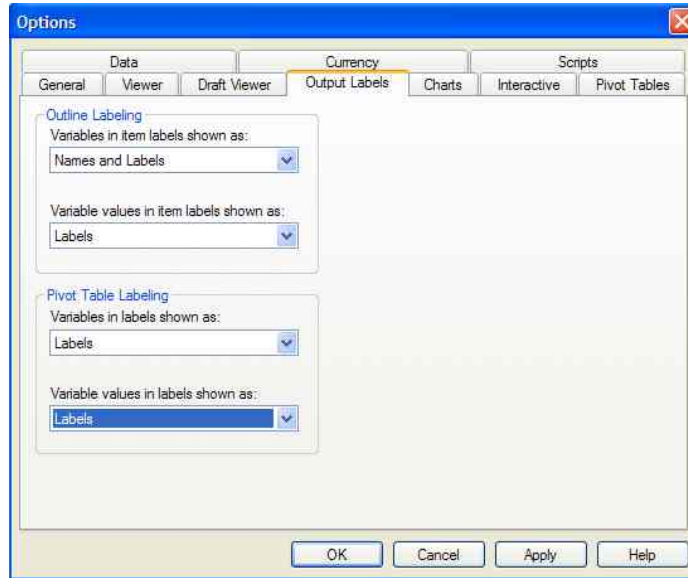 Options
Data Currency Scripts
General Viewer Draft Viewer Output Labels Charts Interactive Pivot Tables
Outline Labeling
Variables in item labels shown as:
Names and Labels
Variable values in item labels shown as:
Labels
Pivot Table Labeling
Variables in labels shown as:
Labels
Variable values in labels shown as:
Labels
OK Cancel Apply Help